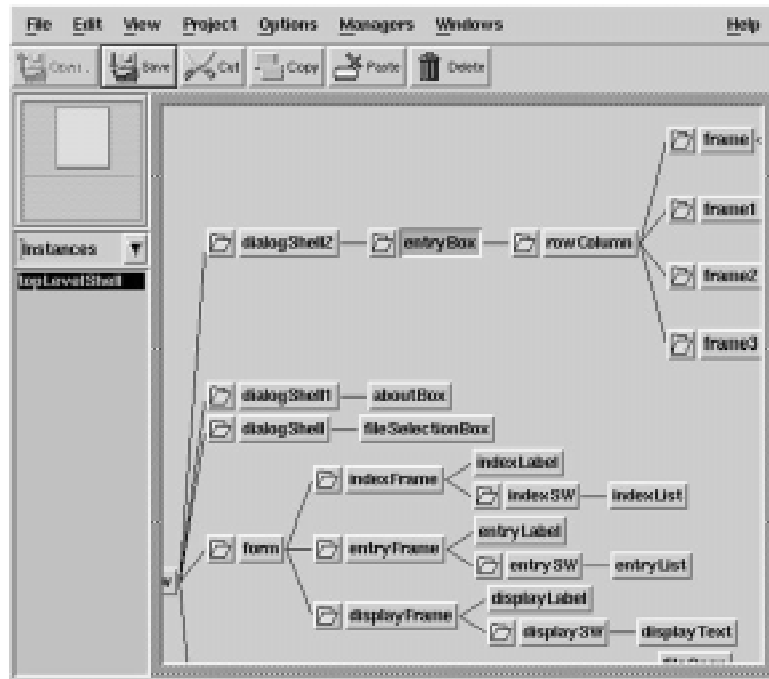 File Edit View Project Options Managers Windows Help
Save Cut Copy Paste Delete
Instances
topLevelShell
frame
frame1
dialogShell2 entryBox rowColumn
frame2
frame3
dialogShell1 aboutBox
dialogShell fileSelectionBox
indexLabel
indexFrame
indexSW indexList
entryLabel
form entryFrame
entrySW entryList
displayLabel
displayFrame
displaySW displayText